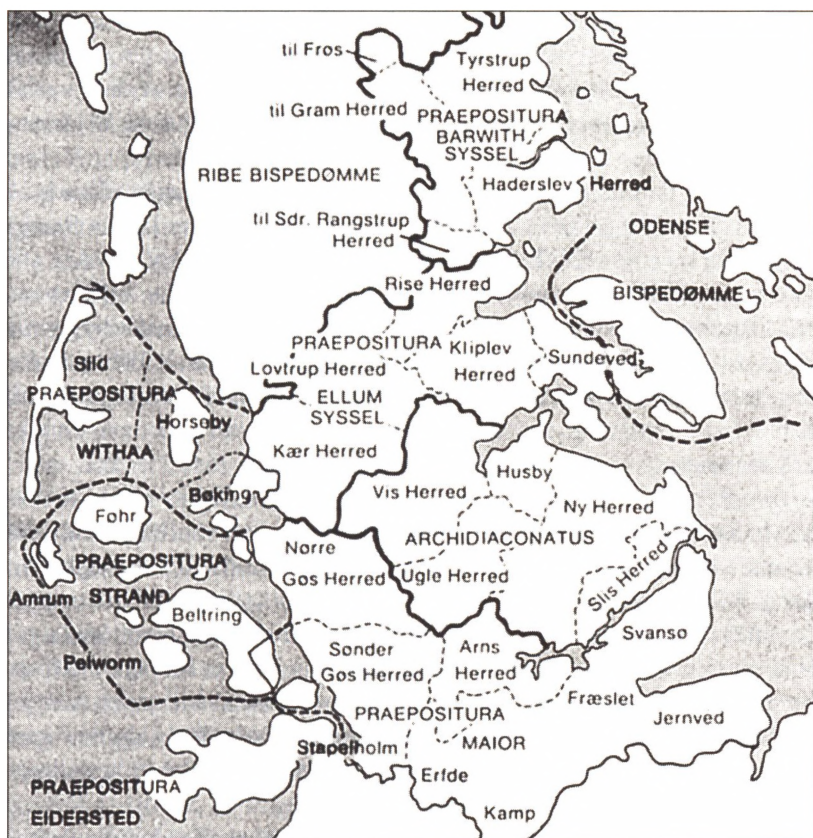 til Frøs
Tyrstrup
Herred
til Gram Herred
PRAEPOSITURA
BARWITH
SYSSEL
RIBE BISPEDØMME
Haderslev Herred
til Sdr. Rangstrup
Herred
ODENSE
BISPEDØMME
Rise Herred
PRAEPOSITURA
Kliplev
Herred
Sundeved
Lovtrup Herred
ELLUM
SYSSEL
Slid
PRAEPOSITURA
Horseby
WITHAA
Kær Herred
Bøking
Husby
Vis Herred
Ny Herred
Føhr
ARCHIDIACONATUS
Nørre
Gøs Herred
Ugle Herred
Slis Herred
PRAEPOSITURA
STRAND
Amrum
Beltring
Svansø
Pelworm
Sønder
Gøs Herred
Arns
Herred
Fræslet
PRAEPOSITURA
MAIOR
Jernved
Stapelholm
Erfde
Kamp
PRAEPOSITURA
EIDERSTED